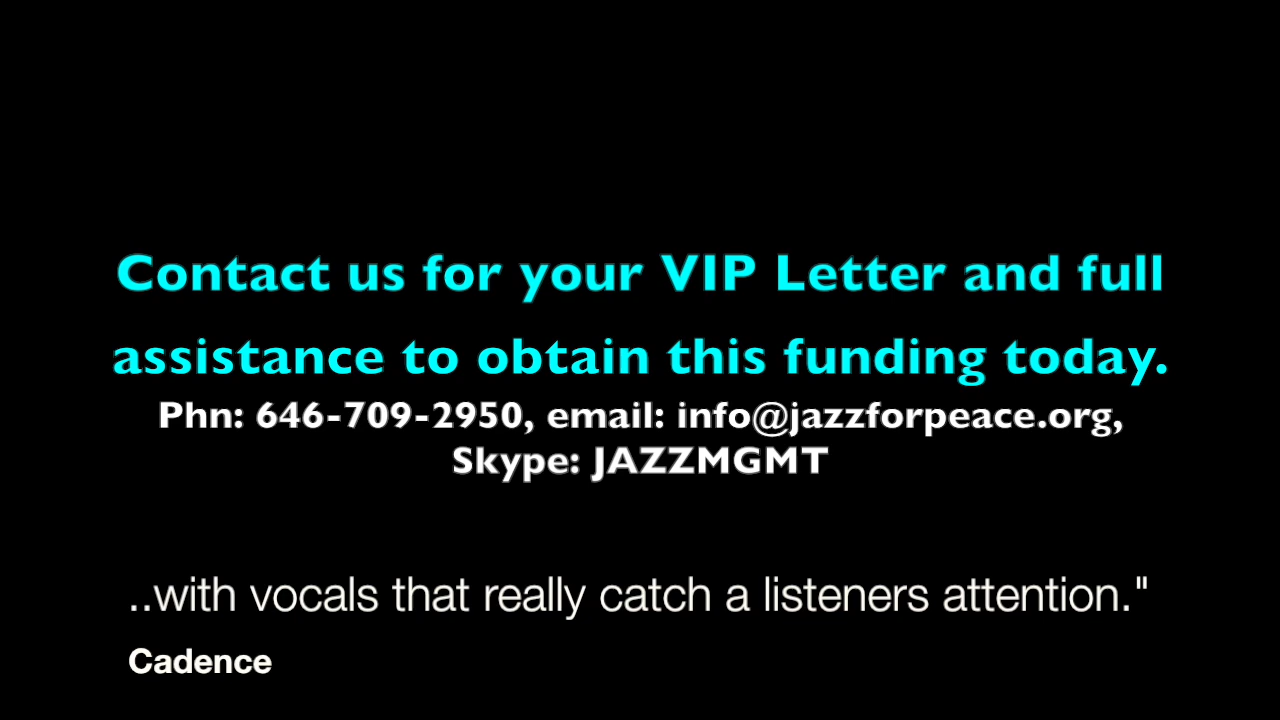 Contact us for your VIP Letter and full
assistance to obtain this funding today.
Phn: 646-709-2950, email: info@jazzforpeace.org,
Skype: JAZZMGMT
..with vocals that really catch a listeners attention."
Cadence